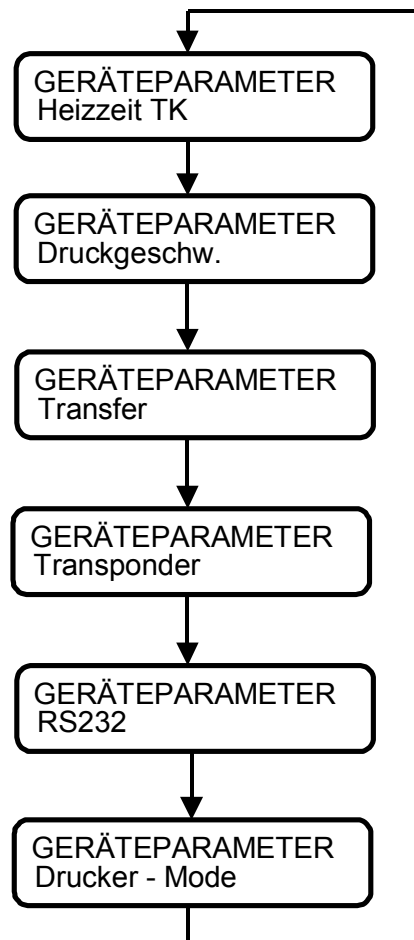 GERÄTEPARAMETER
Heizzeit TK
GERÄTEPARAMETER
Druckgeschw.
GERÄTEPARAMETER
Transfer
GERÄTEPARAMETER
Transponder
GERÄTEPARAMETER
RS232
GERÄTEPARAMETER
Drucker - Mode